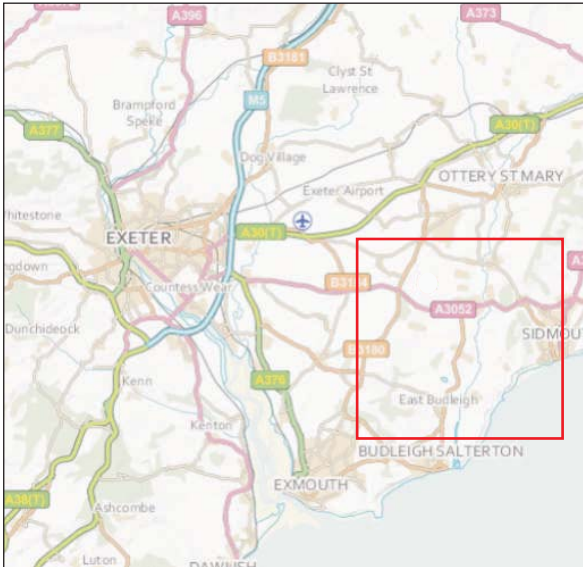 A396
A373
B3181
Clyst St
Lawrence
M5
Brampford
Speke
A377
A30(T)
Dog Village
OTTERY ST MARY
Exeter Airport
Whitestone
EXETER
A30(T)
ngdown
Countess Wear
B3184
A3052
SIDMOUT
Dunchideock
B3180
A376
Kenn
East Budleigh
Kenton
BUDLEIGH SALTERTON
EXMOUTH
A38(T)
Ashcombe
Luton
DAWLISH